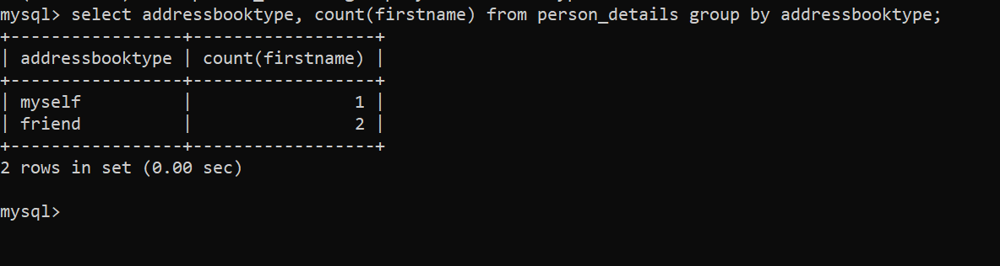 mysql> select addressbooktype, count(firstname) from person_details group by addressbooktype;
+-----------------+------------------+
| addressbooktype | count(firstname) |
+-----------------+------------------+
| myself          |                1 |
| friend          |                2 |
+-----------------+------------------+
2 rows in set (0.00 sec)
mysql>